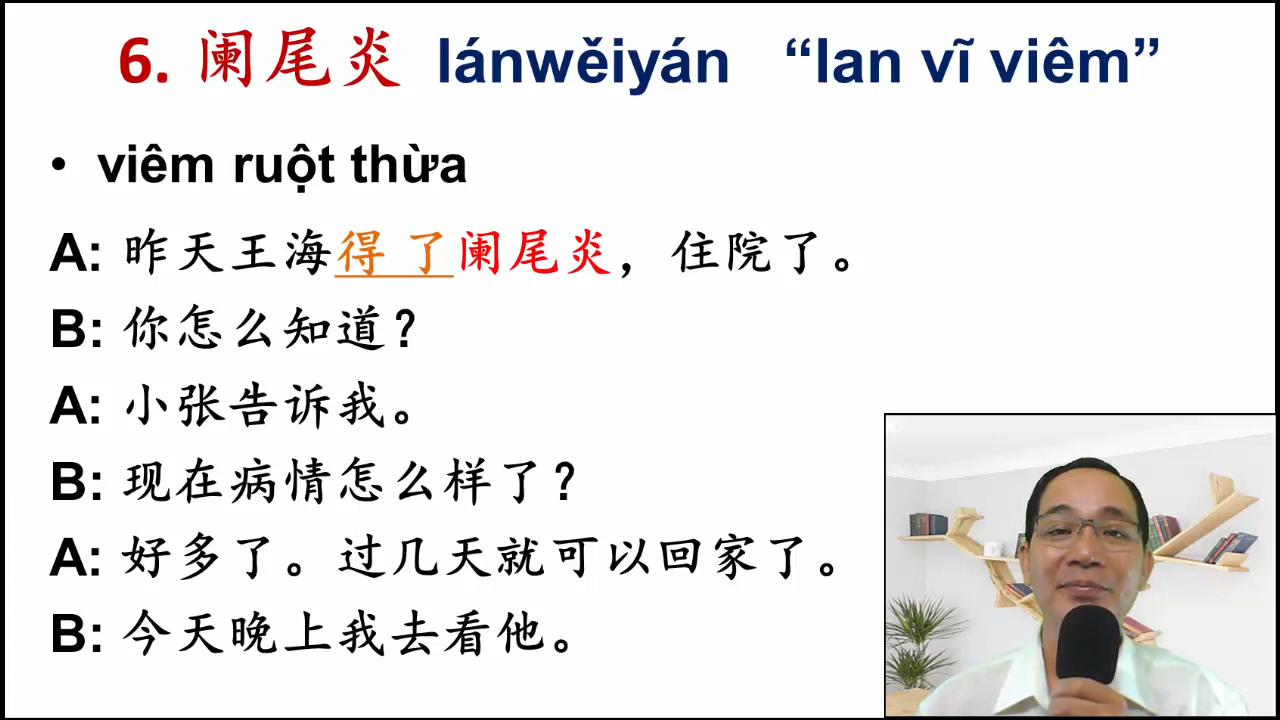 6. 阑尾炎 lánwěiyán “lan vĩ viêm”
• viêm ruột thừa
A: 昨天王海得 了阑尾炎，住院了。
B: 你怎么知道？
A: 小张告诉我。
B: 现在病情怎么样了？
A: 好多了。过几天就可以回家了。
B: 今天晚上我去看他。